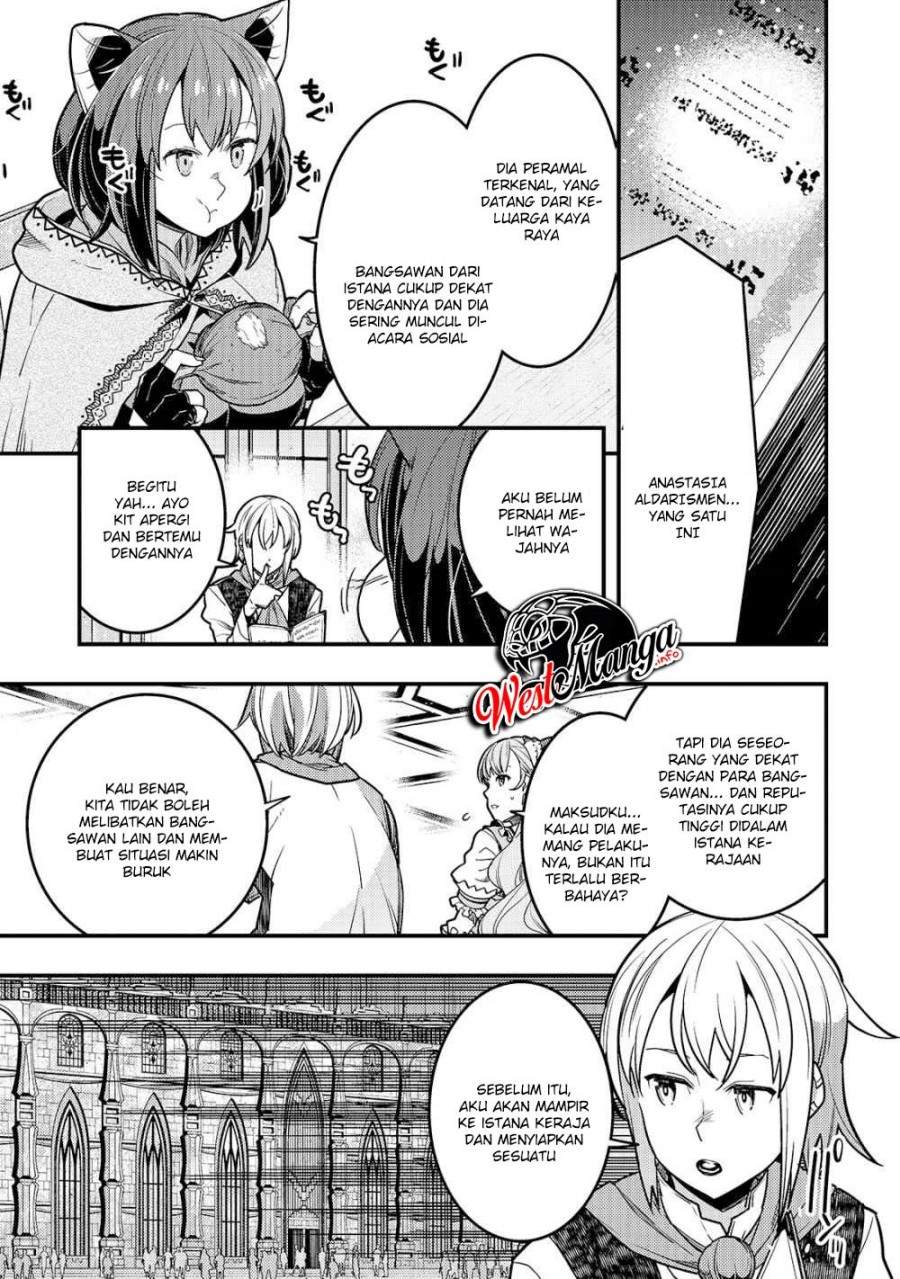 ANASTASIA
ALDARISMEN...
YANG SATU
INI
DIA PERAMAL
TERKENAL, YANG
DATANG DARI KE-
LUARGA KAYA
RAYA
BANGSAWAN DARI
ISTANA CUKUP DEKAT
DENGANNYA DAN DIA
SERING MUNCUL DI-
ACARA SOSIAL
もぐ
もぐ
もぐ
もぐ
AKU BELUM
PERNAH ME-
LIHAT WA-
JAHNYA
もっ
もっ
BEGITU
YAH... AYO
KIT APERGI
DAN BERTEMU
DENGANNYA
WestManga
.info
TAPI DIA SESEO-
RANG YANG DEKAT
DENGAN PARA BANG-
SAWAN... DAN REPU-
TASINYA CUKUP
TINGGI DIDALAM
ISTANA KE-
RAJAAN
MAKSUDKU...
KALAU DIA ME-
MANG PELAKU-
NYA, BUKAN ITU
TERLALU BER-
BAHAYA?
KAU BENAR,
KITA TIDAK BOLEH
MELIBATKAN BANG-
SAWAN LAIN DAN MEM-
BUAT SITUASI MAKIN
BURUK
SEBELUM ITU,
AKU AKAN MAMPIR
KE ISTANA KERAJA
DAN MENYIAPKAN
SESUATU